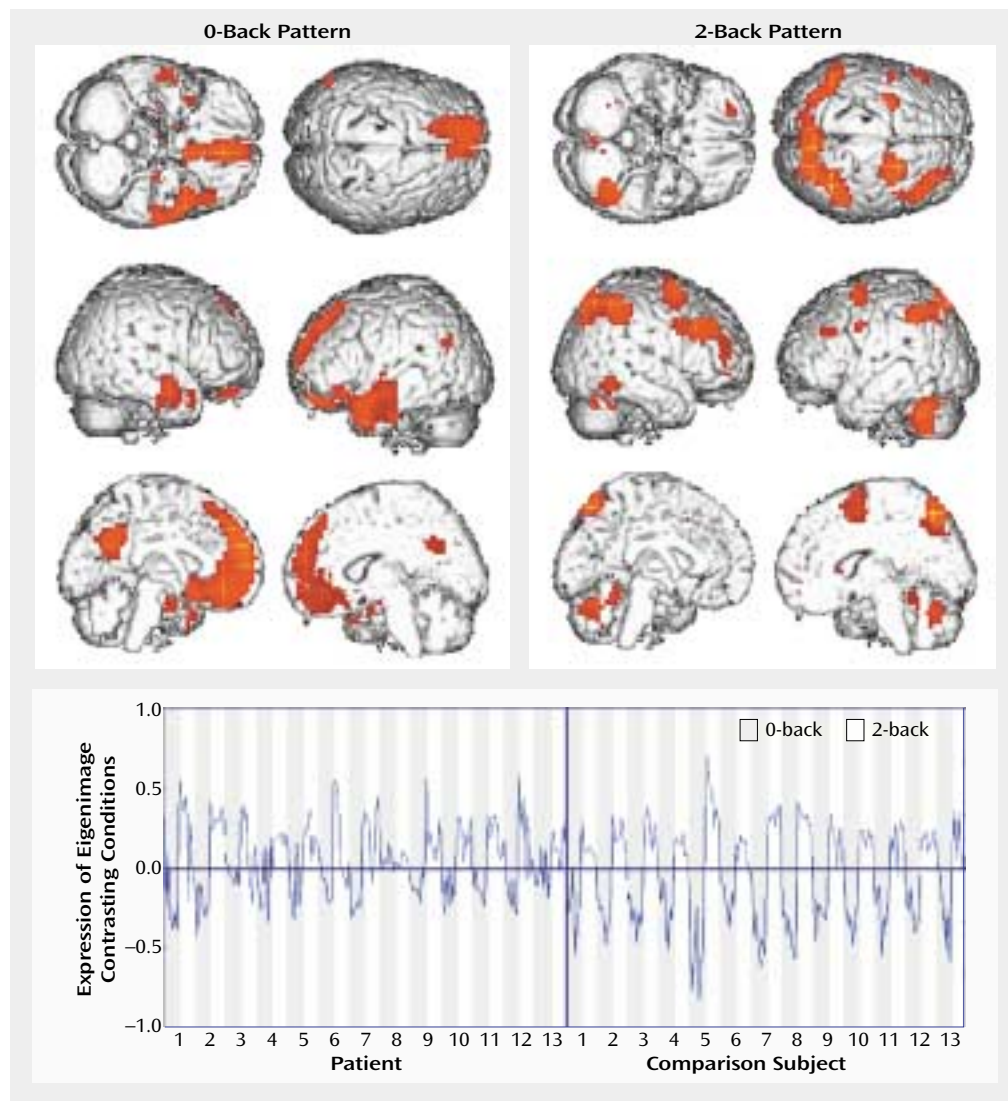 0-Back Pattern
2-Back Pattern
Expression of Eigenimage
Contrasting Conditions
1.0
0.5
0.0
–0.5
–1.0
0-back
2-back
1 2 3 4 5 6 7 8 9 10 11 12 13
1 2 3 4 5 6 7 8 9 10 11 12 13
Patient
Comparison Subject